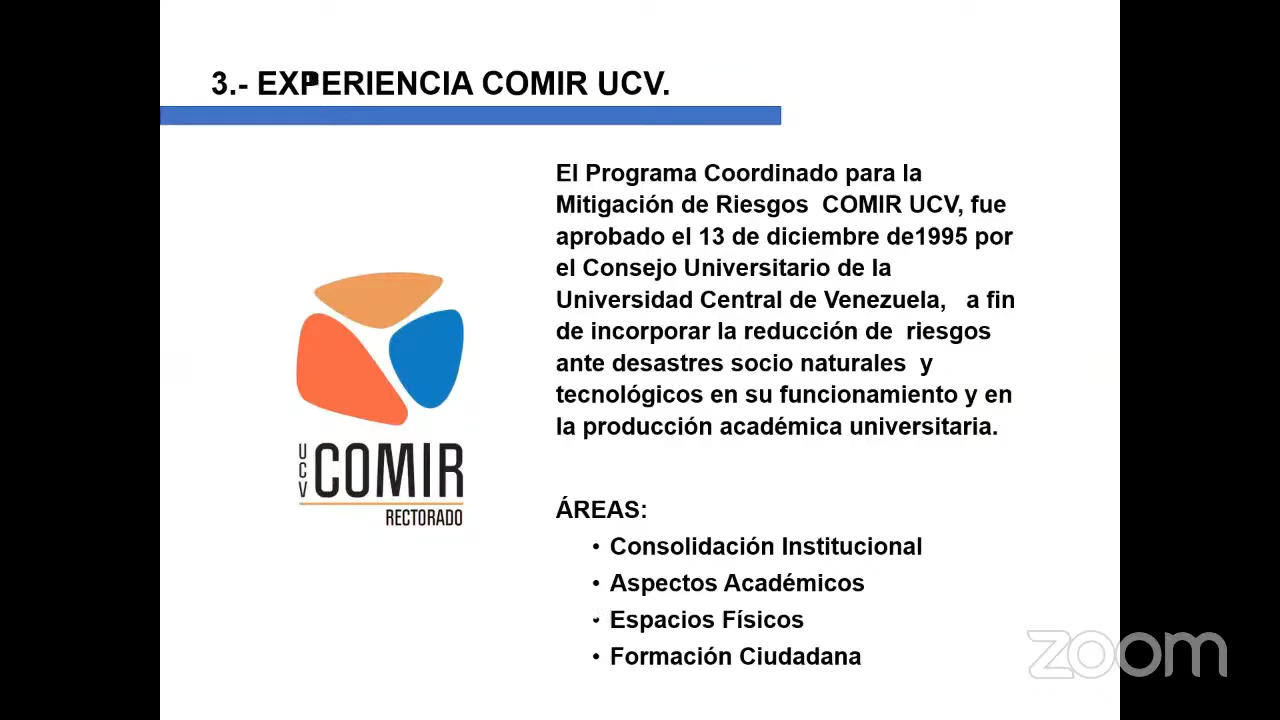 3.- EXPERIENCIA COMIR UCV.
El Programa Coordinado para la
Mitigación de Riesgos  COMIR UCV, fue
aprobado el 13 de diciembre de1995 por
el Consejo Universitario de la
Universidad Central de Venezuela,   a fin
de incorporar la reducción de  riesgos
ante desastres socio naturales  y
tecnológicos en su funcionamiento y en
la producción académica universitaria.
UCV COMIR
RECTORADO
ÁREAS:
• Consolidación Institucional
• Aspectos Académicos
• Espacios Físicos
• Formación Ciudadana
zoom